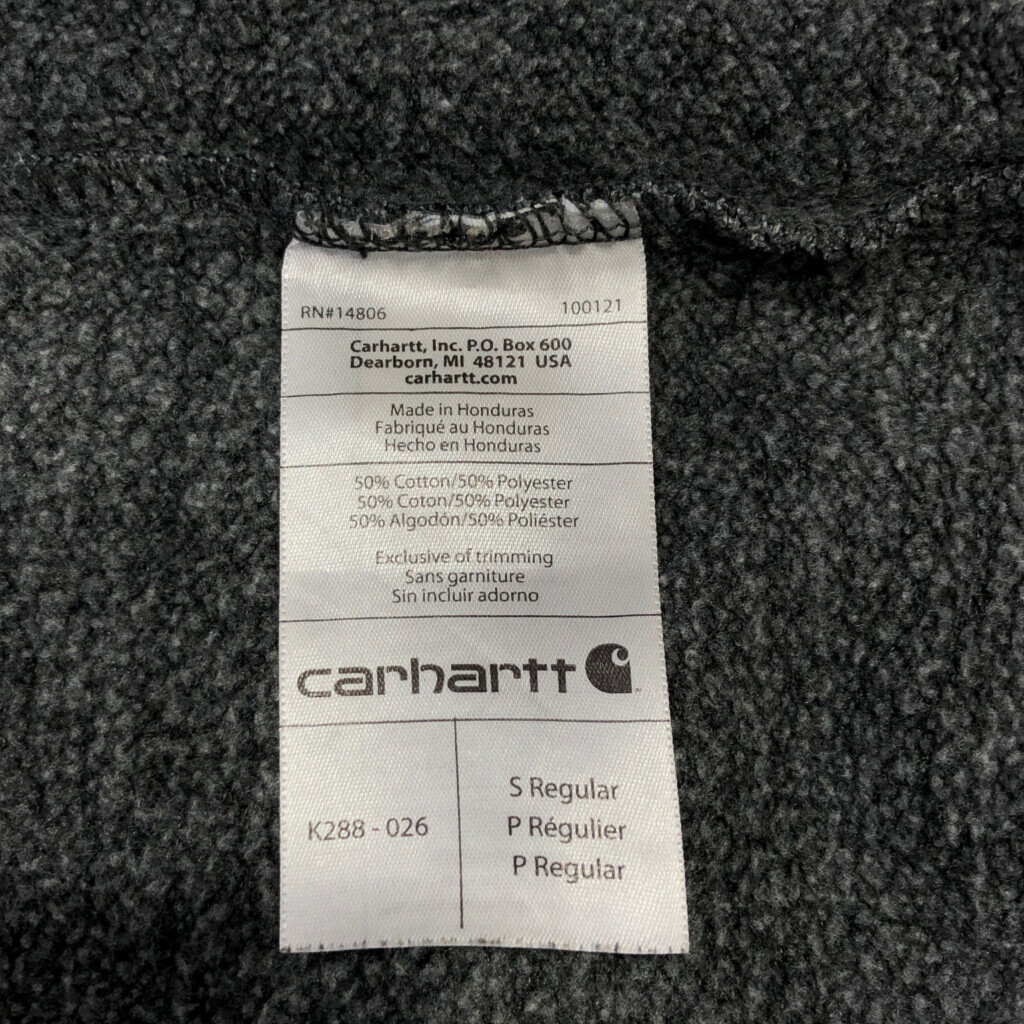 RN#14806 100121
Carhartt, Inc. P.O. Box 600
Dearborn, MI 48121 USA
carhartt.com
Made in Honduras
Fabriqué au Honduras
Hecho en Honduras
50% Cotton/50% Polyester
50% Coton/50% Polyester
50% Algodón/50% Poliéster
Exclusive of trimming
Sans garniture
Sin incluir adorno
carhartt
K288 - 026
S Regular
P Régulier
P Regular